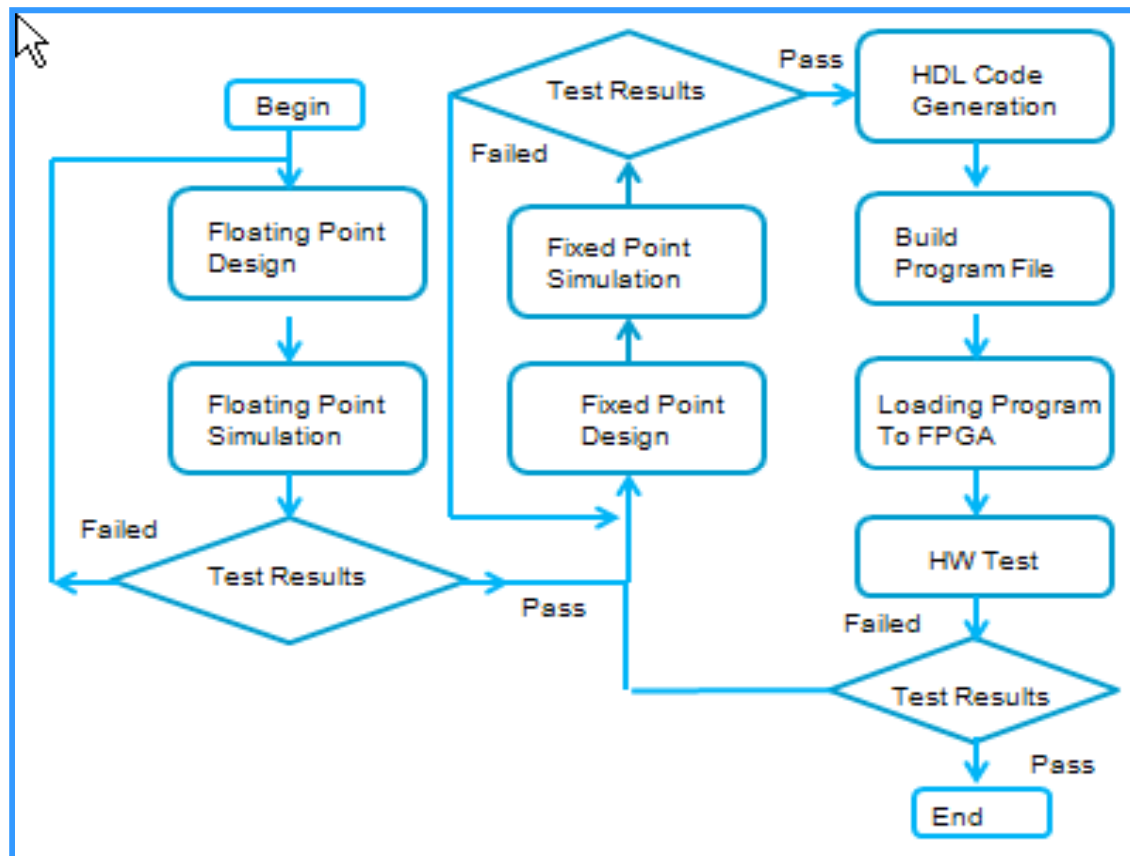 Begin
Floating Point
Design
Floating Point
Simulation
Failed
Test Results
Pass
Fixed Point
Design
Fixed Point
Simulation
Failed
Test Results
Pass
HDL Code
Generation
Build
Program File
Loading Program
To FPGA
HW Test
Failed
Test Results
Pass
End